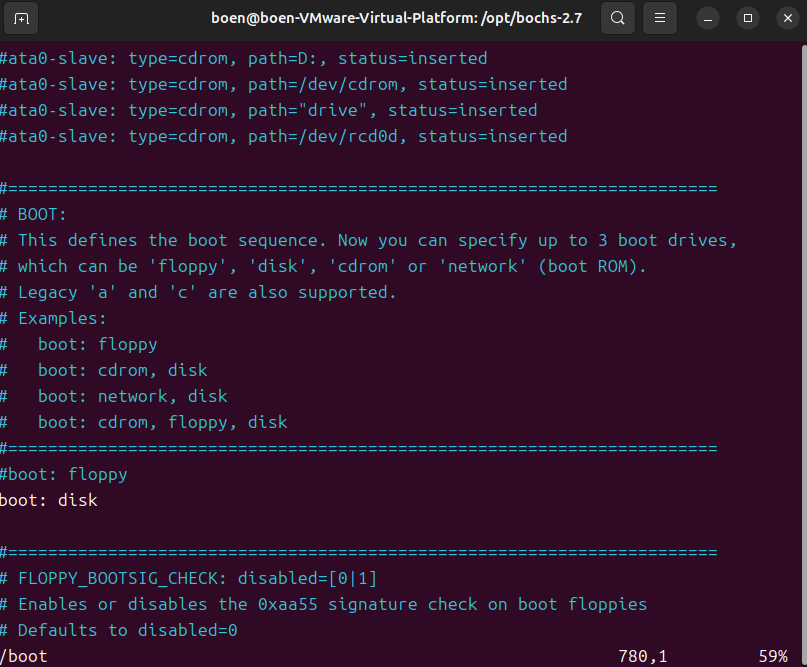 boen@boen-VMware-Virtual-Platform: /opt/bochs-2.7
#ata0-slave: type=cdrom, path=D:, status=inserted
#ata0-slave: type=cdrom, path=/dev/cdrom, status=inserted
#ata0-slave: type=cdrom, path="drive", status=inserted
#ata0-slave: type=cdrom, path=/dev/rcd0d, status=inserted
#=======================================================================
# BOOT:
# This defines the boot sequence. Now you can specify up to 3 boot drives,
# which can be 'floppy', 'disk', 'cdrom' or 'network' (boot ROM).
# Legacy 'a' and 'c' are also supported.
# Examples:
#   boot: floppy
#   boot: cdrom, disk
#   boot: network, disk
#   boot: cdrom, floppy, disk
#=======================================================================
#boot: floppy
boot: disk
#=======================================================================
# FLOPPY_BOOTSIG_CHECK: disabled=[0|1]
# Enables or disables the 0xaa55 signature check on boot floppies
# Defaults to disabled=0
/boot 780,1 59%